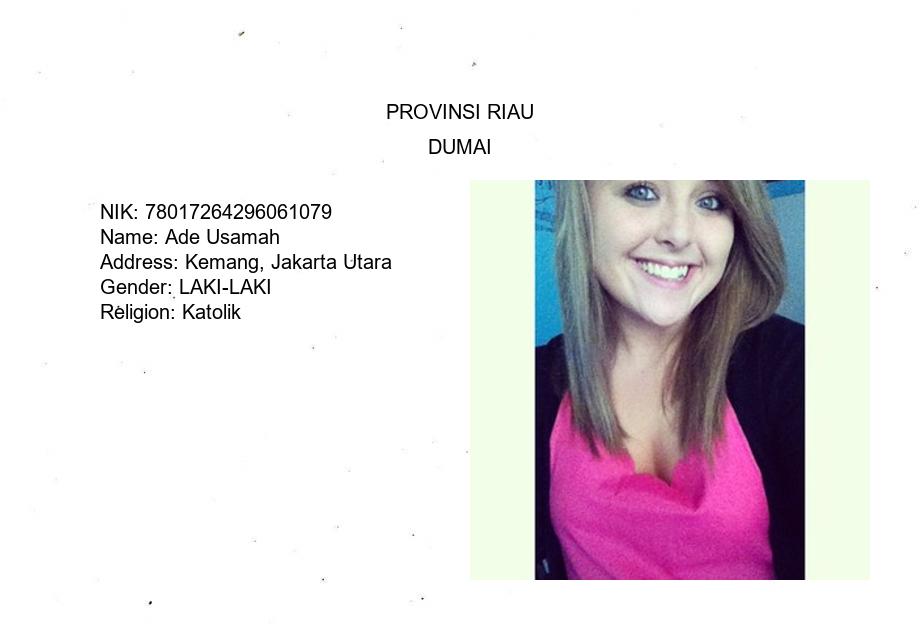 PROVINSI RIAU
DUMAI
NIK: 78017264296061079
Name: Ade Usamah
Address: Kemang, Jakarta Utara
Gender: LAKI-LAKI
Religion: Katolik